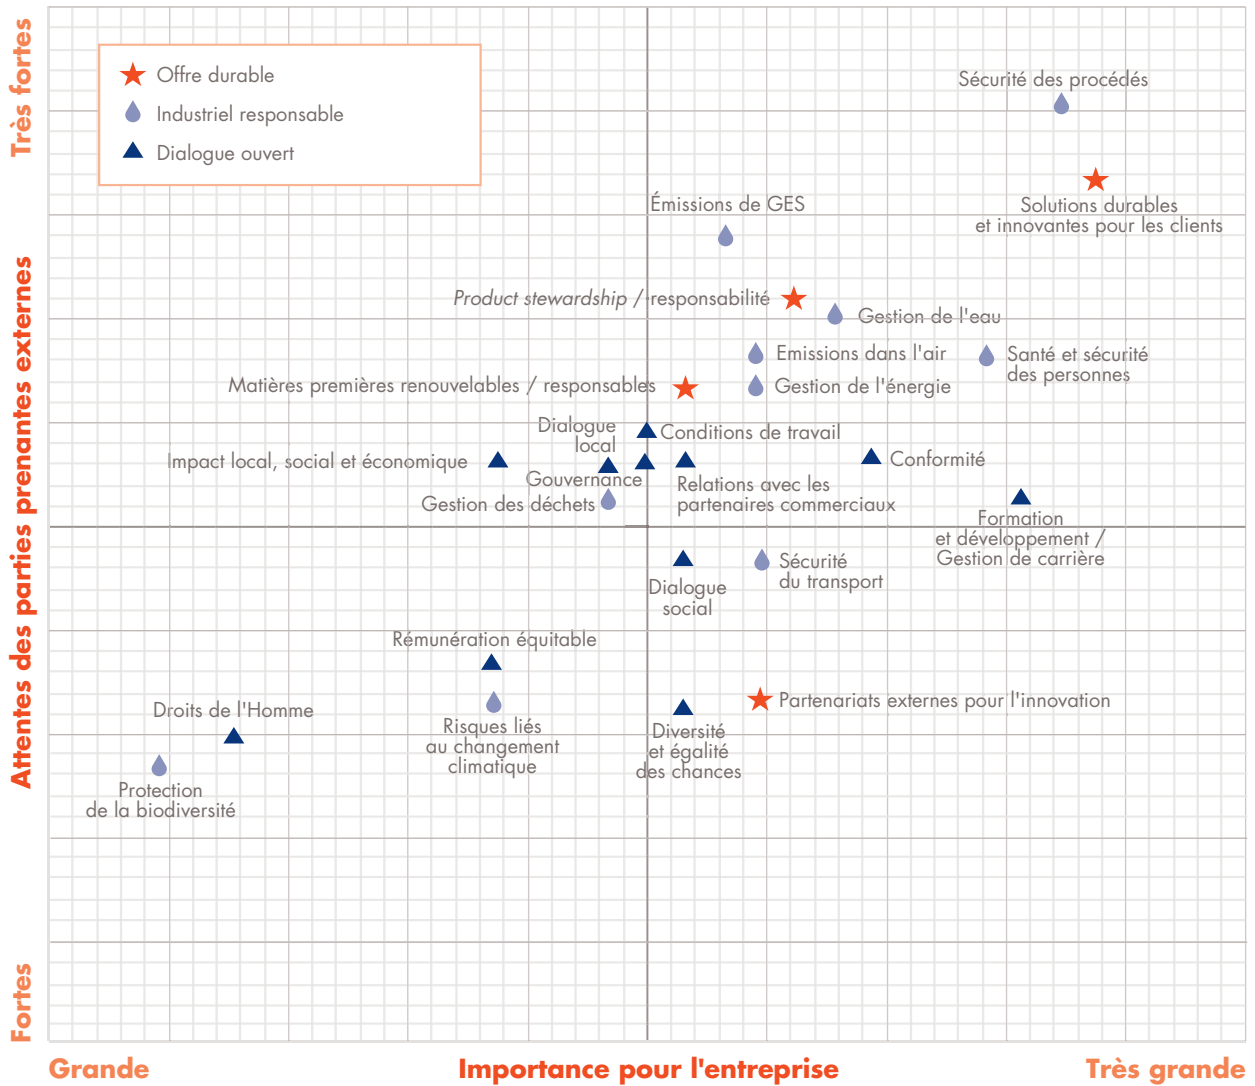 Très fortes
Attentes des parties prenantes externes
Fortes
Offre durable
Industriel responsable
Dialogue ouvert
Sécurité des procédés
Solutions durables
et innovantes pour les clients
Émissions de GES
Product stewardship / responsabilité
Gestion de l'eau
Emissions dans l'air
Santé et sécurité
des personnes
Matières premières renouvelables / responsables
Gestion de l'énergie
Dialogue
local
Conditions de travail
Impact local, social et économique
Conformité
Gouvernance
Relations avec les
partenaires commerciaux
Gestion des déchets
Formation
et développement /
Gestion de carrière
Sécurité
du transport
Dialogue
social
Rémunération équitable
Partenariats externes pour l'innovation
Droits de l'Homme
Risques liés
au changement
climatique
Diversité
et égalité
des chances
Protection
de la biodiversité
Grande
Importance pour l'entreprise
Très grande